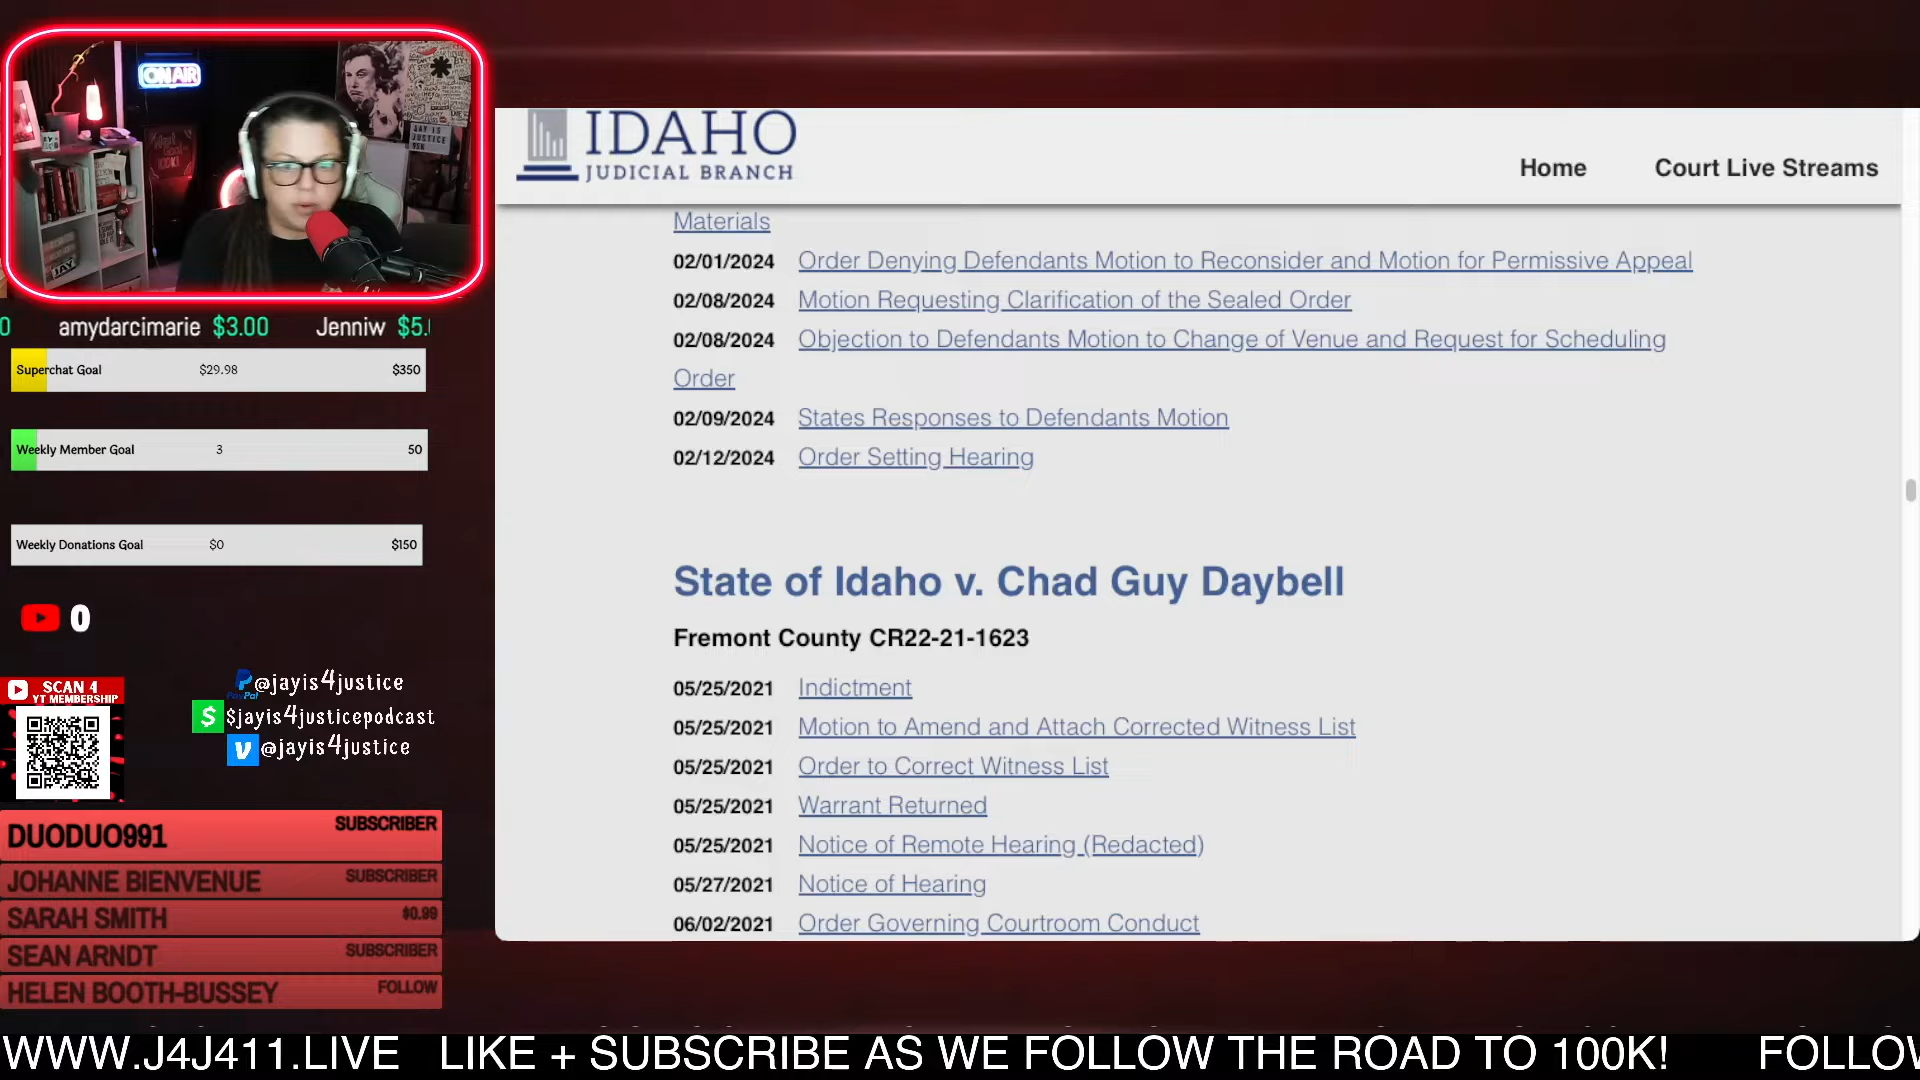 ON AIR
JAY IS
JUSTICE
95K
0 amydarcimarie $3.00 Jenniw $5.
Superchat Goal $29.98 $350
Weekly Member Goal 3 50
Weekly Donations Goal $0 $150
0
SCAN 4
YT MEMBERSHIP
PayPal @jayis4justice
$jayis4justicepodcast
@jayis4justice
DUODUO991 SUBSCRIBER
JOHANNE BIENVENUE SUBSCRIBER
SARAH SMITH $0.99
SEAN ARNDT SUBSCRIBER
HELEN BOOTH-BUSSEY FOLLOW
IDAHO
JUDICIAL BRANCH
Home Court Live Streams
Materials
02/01/2024 Order Denying Defendants Motion to Reconsider and Motion for Permissive Appeal
02/08/2024 Motion Requesting Clarification of the Sealed Order
02/08/2024 Objection to Defendants Motion to Change of Venue and Request for Scheduling
Order
02/09/2024 States Responses to Defendants Motion
02/12/2024 Order Setting Hearing
State of Idaho v. Chad Guy Daybell
Fremont County CR22-21-1623
05/25/2021 Indictment
05/25/2021 Motion to Amend and Attach Corrected Witness List
05/25/2021 Order to Correct Witness List
05/25/2021 Warrant Returned
05/25/2021 Notice of Remote Hearing (Redacted)
05/27/2021 Notice of Hearing
06/02/2021 Order Governing Courtroom Conduct
WWW.J4J411.LIVE LIKE + SUBSCRIBE AS WE FOLLOW THE ROAD TO 100K! FOLLOW